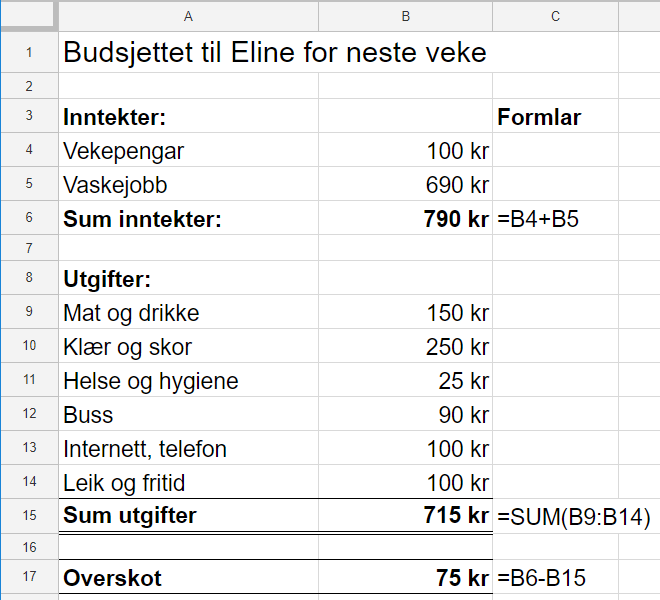 A B C
1 Budsjettet til Eline for neste veke
2
3 Inntekter: Formlar
4 Vekepengar 100 kr
5 Vaskejobb 690 kr
6 Sum inntekter: 790 kr =B4+B5
7
8 Utgifter:
9 Mat og drikke 150 kr
10 Klær og skor 250 kr
11 Helse og hygiene 25 kr
12 Buss 90 kr
13 Internett, telefon 100 kr
14 Leik og fritid 100 kr
15 Sum utgifter 715 kr =SUM(B9:B14)
16
17 Overskot 75 kr =B6-B15